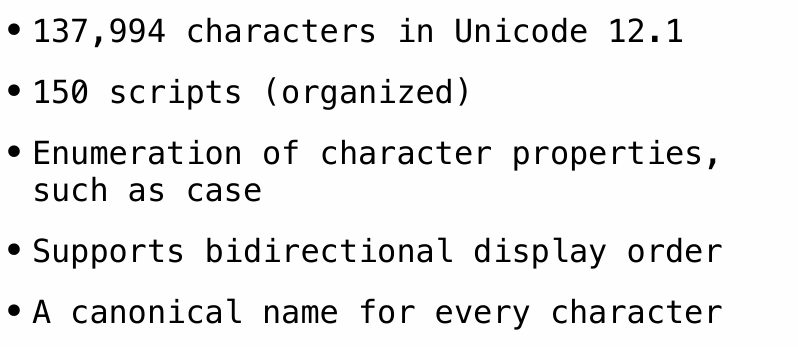 • 137,994 characters in Unicode 12.1
• 150 scripts (organized)
• Enumeration of character properties,
such as case
• Supports bidirectional display order
• A canonical name for every character